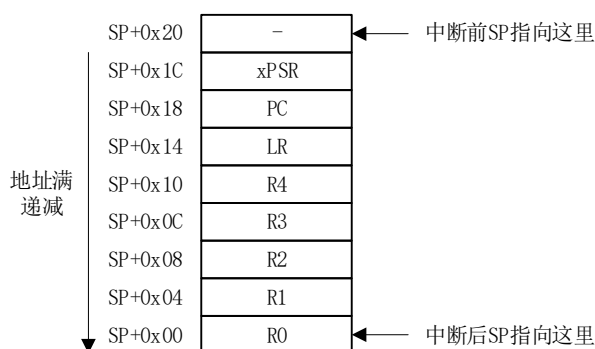 SP+0x20 - 中断前SP指向这里
SP+0x1C xPSR
SP+0x18 PC
SP+0x14 LR
地址满
递减
SP+0x10 R4
SP+0x0C R3
SP+0x08 R2
SP+0x04 R1
SP+0x00 R0 中断后SP指向这里